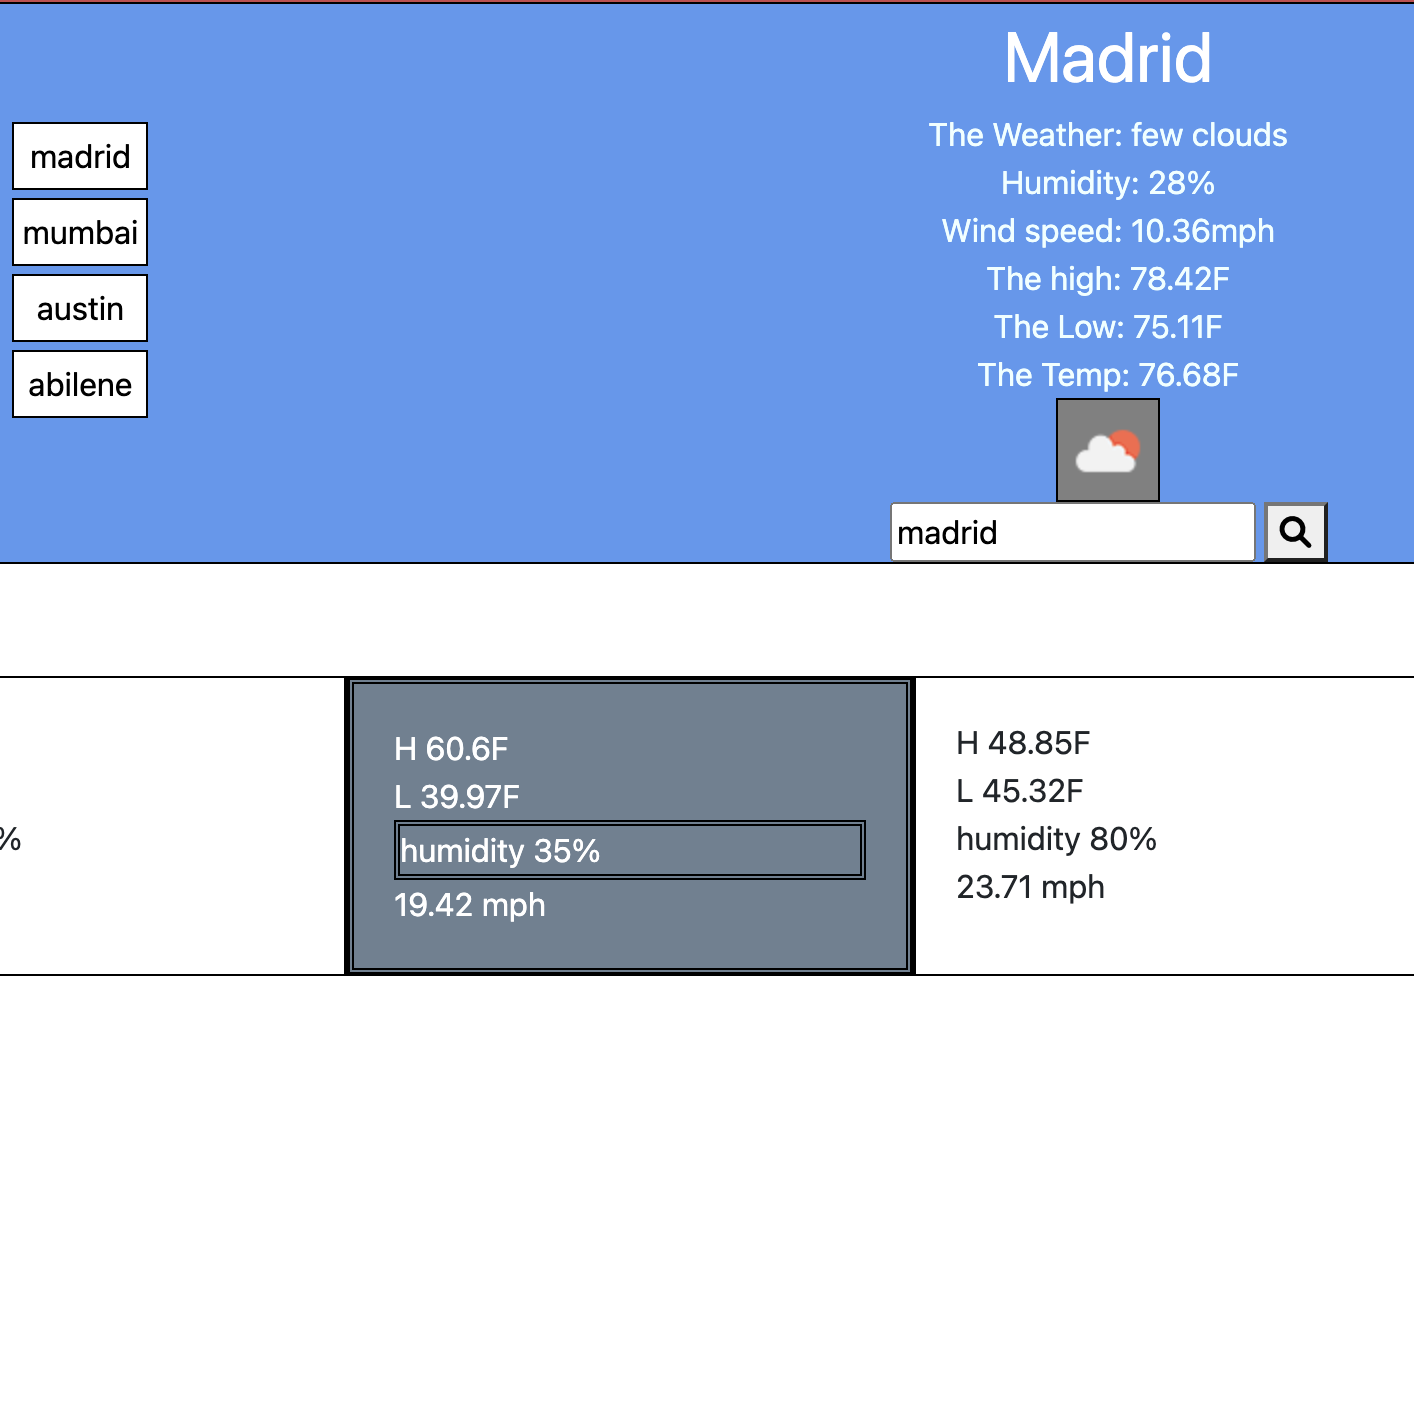 Madrid
The Weather: few clouds
Humidity: 28%
Wind speed: 10.36mph
The high: 78.42F
The Low: 75.11F
The Temp: 76.68F
madrid
mumbai
austin
abilene
madrid
%
H 60.6F
L 39.97F
humidity 35%
19.42 mph
H 48.85F
L 45.32F
humidity 80%
23.71 mph